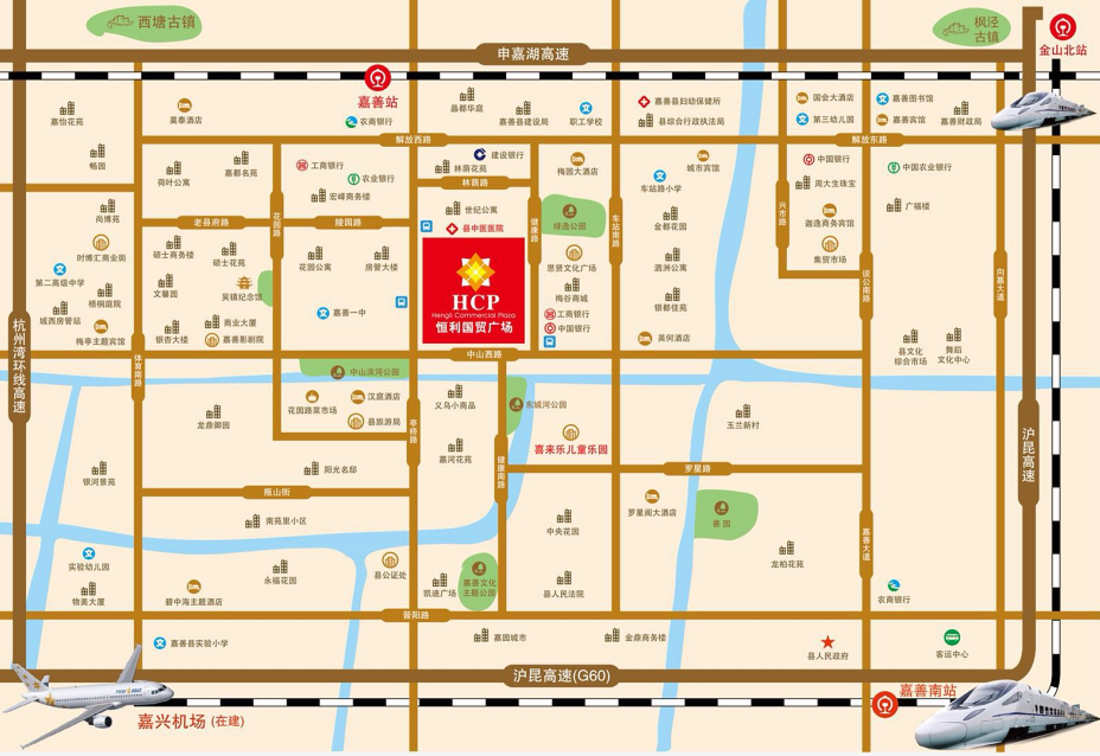 西塘古镇
枫泾
古镇
金山北站
申嘉湖高速
嘉善站
农商银行
嘉怡花苑
莫泰酒店
晶都华庭
嘉善县建设局
职工学校
嘉善县妇幼保健所
县综合行政执法局
国会大酒店
嘉善图书馆
第三幼儿园
嘉善宾馆
嘉善财政局
解放西路
解放东路
畅园
荷叶公寓
嘉都名苑
工商银行
农业银行
宏峰商务楼
建设银行
林荫花苑
林荫路
梅园大酒店
城市宾馆
车站路小学
中国银行
周大生珠宝
中国农业银行
尚博苑
老县府路
花园路
陵园路
世纪公寓
县中医医院
健康路
绿逸公园
车站南路
金都花园
兴市路
迦逸商务宾馆
广福楼
时博汇商业街
硕士商务楼
硕士花苑
花园公寓
房管大楼
思贤文化广场
泗洲公寓
集贸市场
谈公南路
向嘉大道
第二高级中学
文馨园
吴镇纪念馆
梧桐庭院
HCP
Hengli Commercial Plaza
恒利国贸广场
梅谷商城
银都佳苑
城西房管站
商业大厦
嘉善一中
工商银行
中国银行
梅亭主题宾馆
银杏大楼
嘉善影剧院
英何酒店
县文化
综合市场
舞蹈
文化中心
杭州湾环线高速
体育南路
中山西路
中山滨河公园
花园路菜市场
汉庭酒店
县旅游局
亭桥路
义乌小商品
东城河公园
龙鼎御园
玉兰新村
沪昆高速
嘉河花苑
健康南路
喜来乐儿童乐园
银河景苑
阳光名邸
罗星路
瓶山街
南苑里小区
中央花园
罗星阁大酒店
善园
嘉善大道
实验幼儿园
永福花园
县公证处
龙柏花苑
物美大厦
碧中海主题酒店
凯迪广场
嘉善文化
主题公园
县人民法院
农商银行
晋阳路
嘉善县实验小学
嘉园城市
金鼎商务楼
县人民政府
客运中心
沪昆高速(G60)
嘉兴机场(在建)
嘉善南站